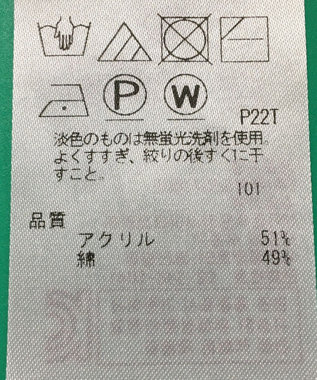 P W
P22T
淡色のものは無蛍光洗剤を使用。
よくすすぎ、絞りの後すぐに干
すこと。
101
品質
アクリル 51%
綿 49%